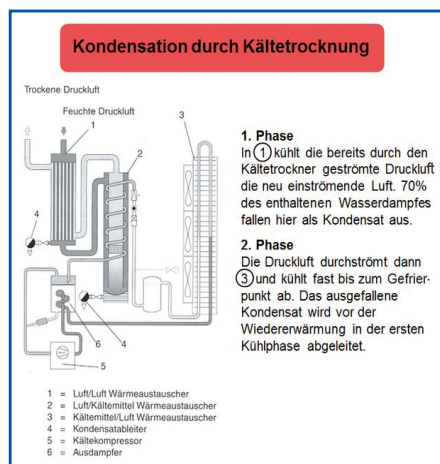 Kondensation durch Kältetrocknung
Trockene Druckluft
Feuchte Druckluft
1
2
3
4
4
6
5
1. Phase
In 1 kühlt die bereits durch den
Kältetrockner geströmte Druckluft
die neu einströmende Luft. 70%
des enthaltenen Wasserdampfes
fallen hier als Kondensat aus.
2. Phase
Die Druckluft durchströmt dann
3 und kühlt fast bis zum Gefrier-
punkt ab. Das ausgefallene
Kondensat wird vor der
Wiedererwärmung in der ersten
Kühlphase abgeleitet.
1 = Luft/Luft Wärmeaustauscher
2 = Luft/Kältemittel Wärmeaustauscher
3 = Kältemittel/Luft Wärmeaustauscher
4 = Kondensatableiter
5 = Kältekompressor
6 = Ausdampfer